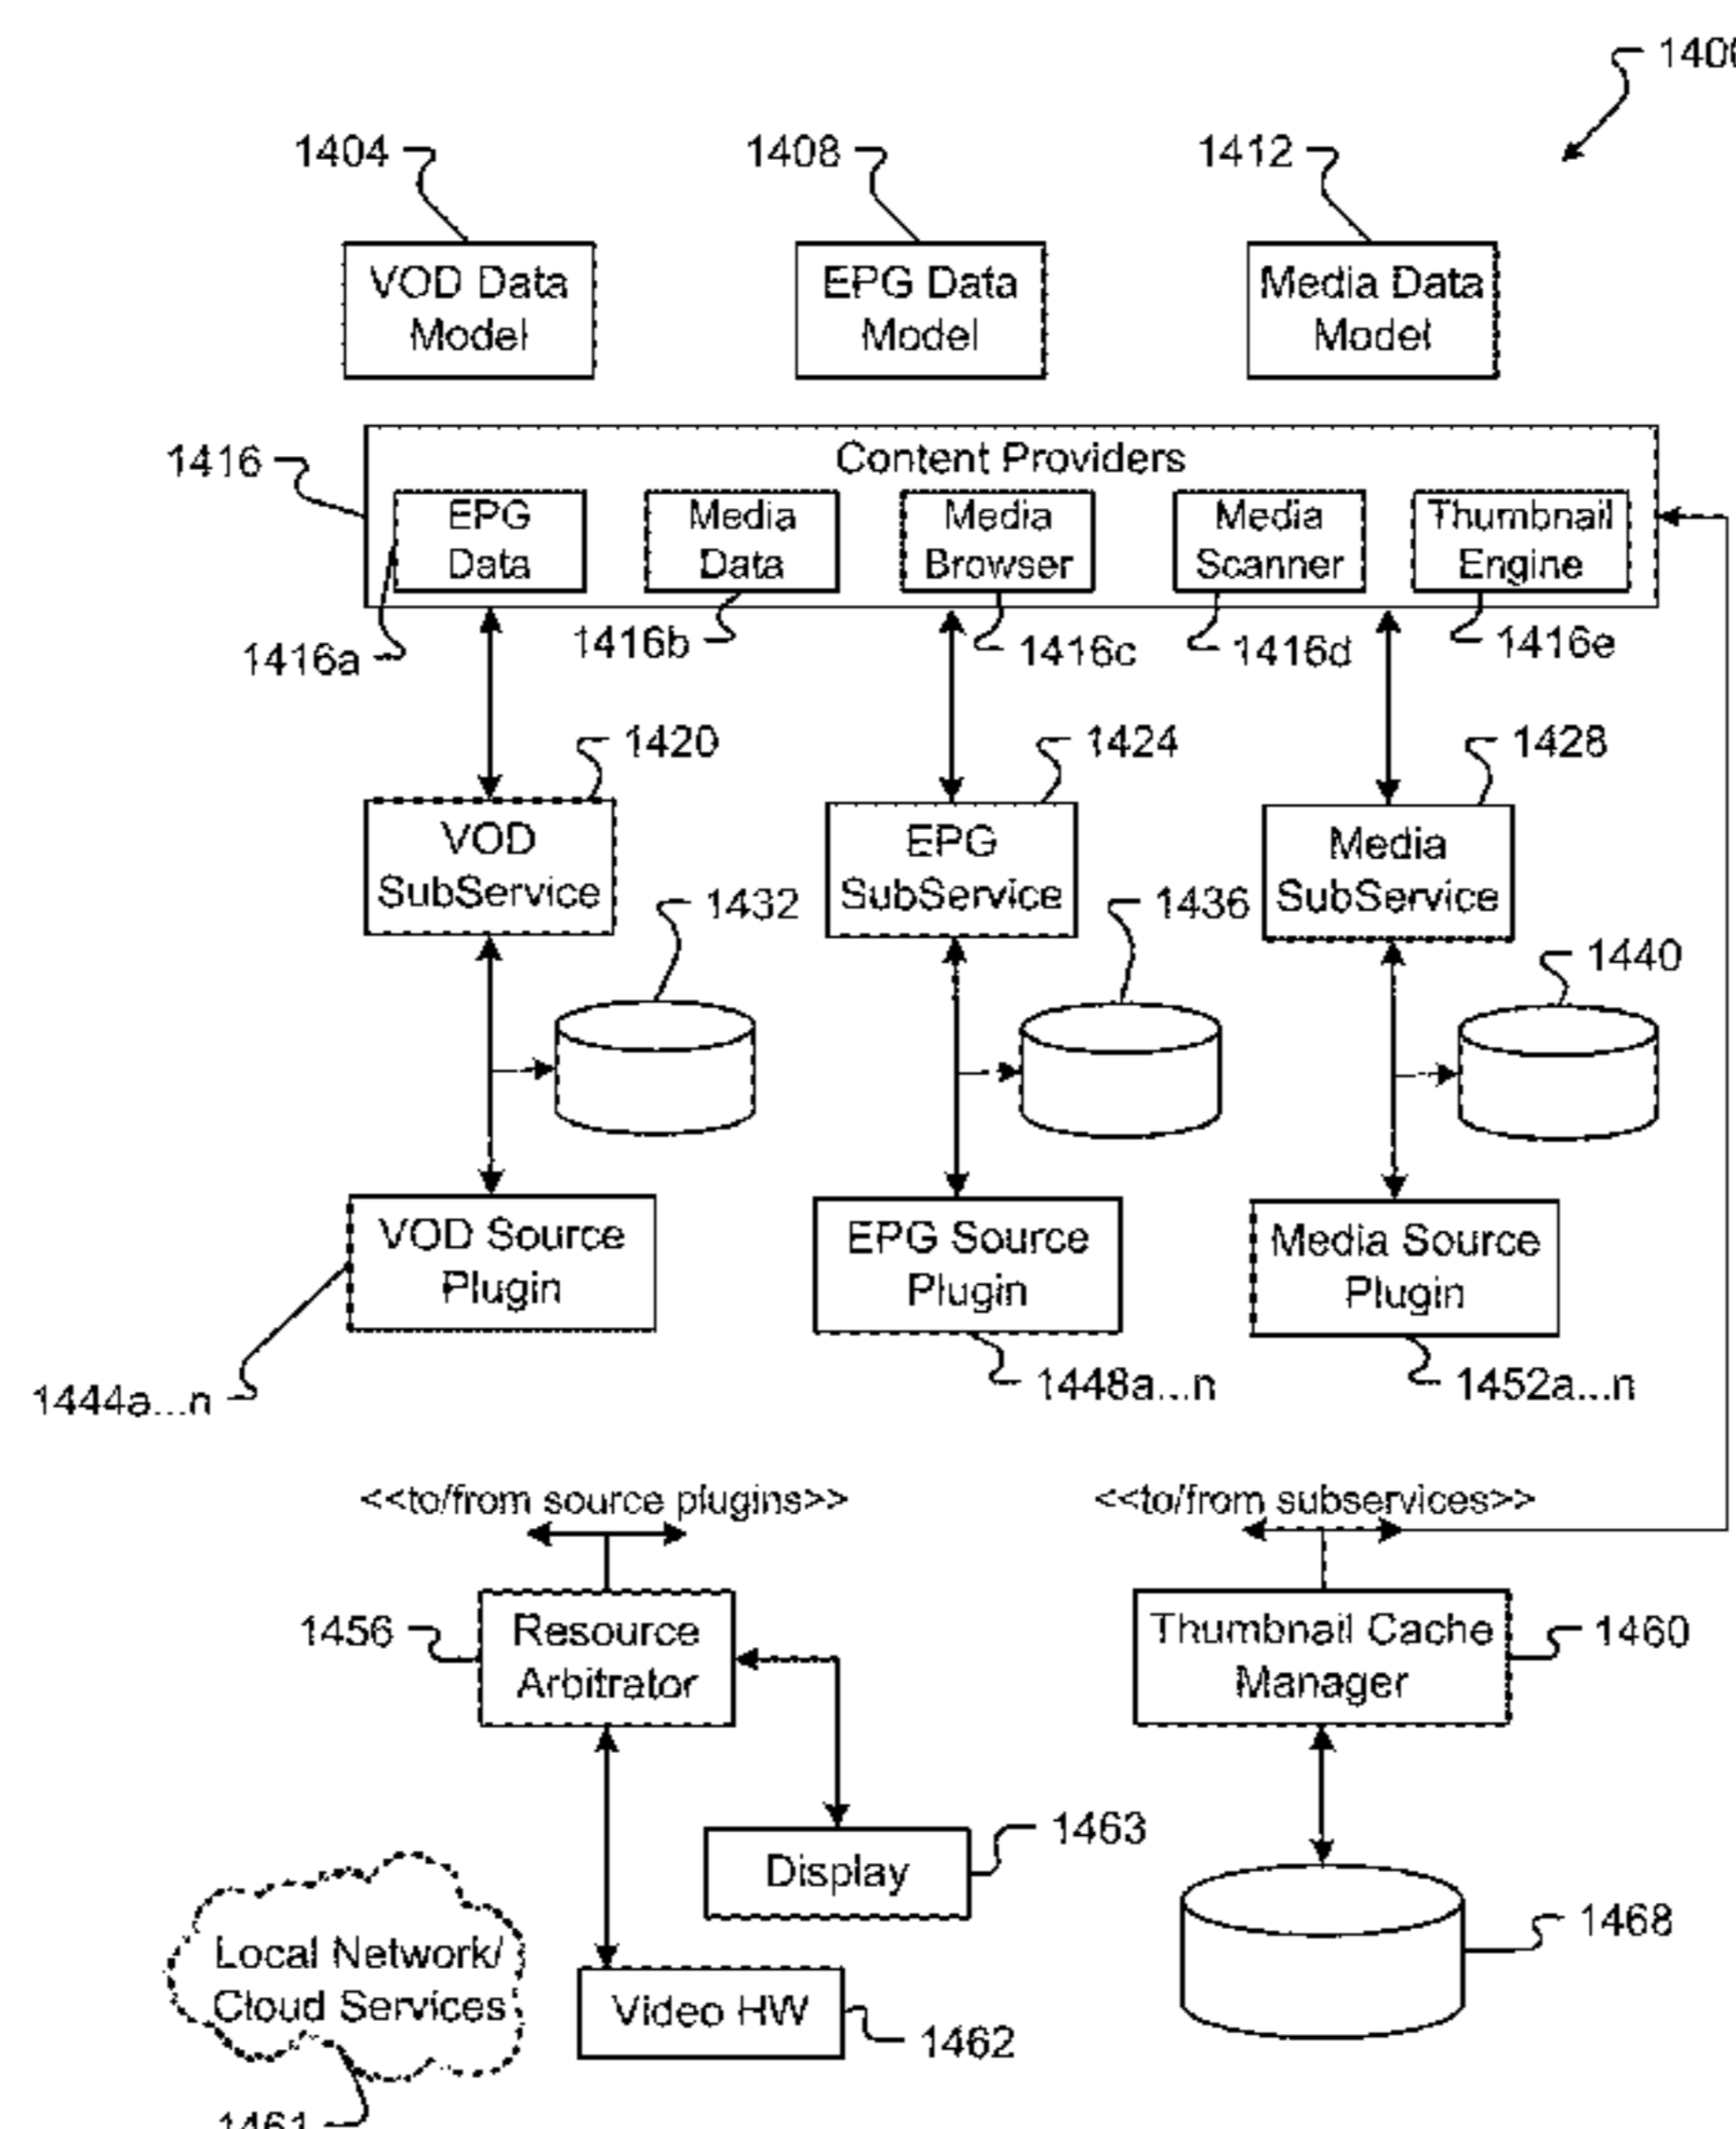 1400
1404
1408
1412
VOD Data
Model
EPG Data
Model
Media Data
Model
1416
Content Providers
EPG
Data
Media
Data
Media
Browser
Media
Scanner
Thumbnail
Engine
1416a
1416b
1416c
1416d
1416e
1420
1424
1428
VOD
SubService
EPG
SubService
Media
SubService
1432
1436
1440
VOD Source
Plugin
EPG Source
Plugin
Media Source
Plugin
1444a...n
1448a...n
1452a...n
<<to/from source plugins>>
<<to/from subservices>>
1456
Resource
Arbitrator
Thumbnail Cache
Manager
1460
Display
1463
Local Network/
Cloud Services
Video HW
1462
1468
1461